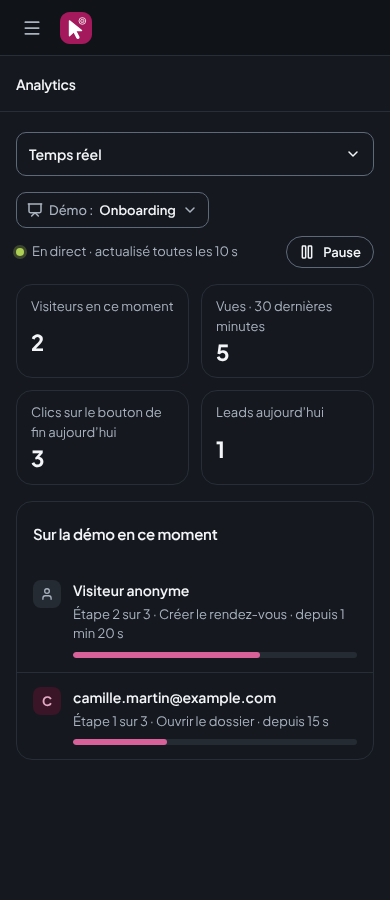 Analytics
Temps réel
Démo : Onboarding
En direct · actualisé toutes les 10 s
Pause
Visiteurs en ce moment
2
Vues · 30 dernières
minutes
5
Clics sur le bouton de
fin aujourd'hui
3
Leads aujourd'hui
1
Sur la démo en ce moment
Visiteur anonyme
Étape 2 sur 3 · Créer le rendez-vous · depuis 1
min 20 s
C
camille.martin@example.com
Étape 1 sur 3 · Ouvrir le dossier · depuis 15 s